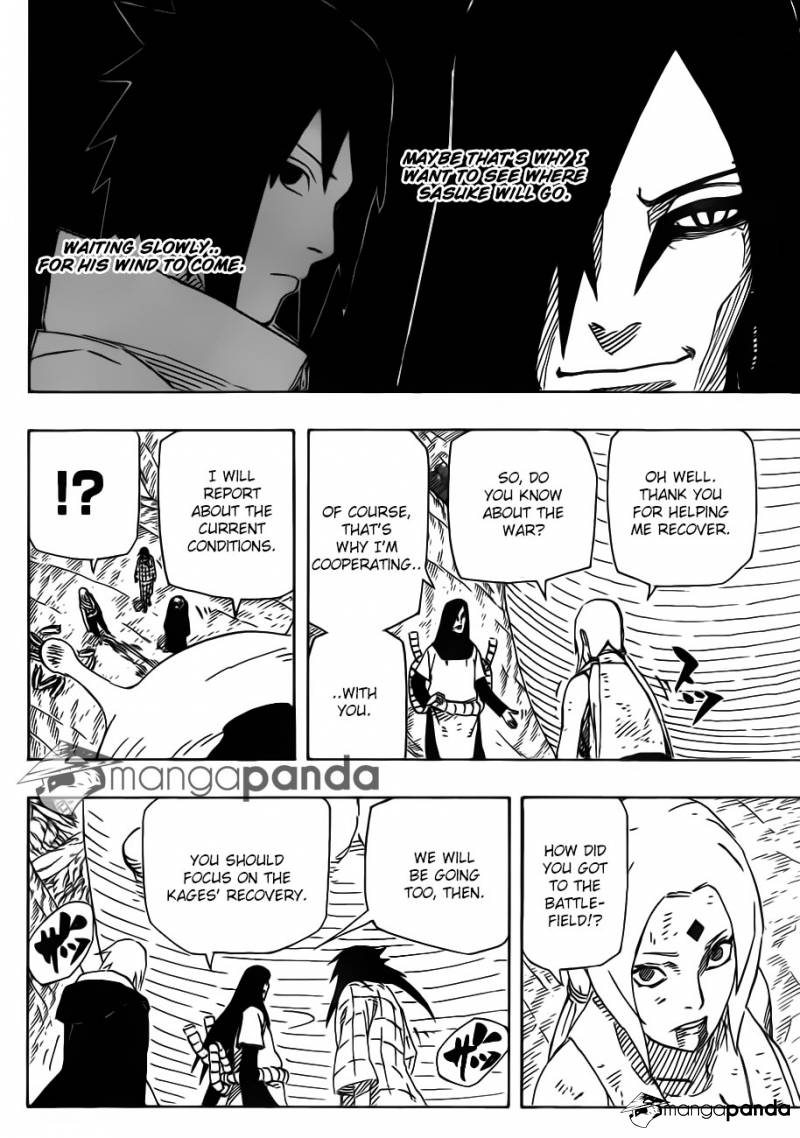 MAYBE THAT'S WHY I
WANT TO SEE WHERE
SASUKE WILL GO.
WAITING SLOWLY..
FOR HIS WIND TO COME.
OH WELL.
THANK YOU
FOR HELPING
ME RECOVER.
SO, DO
YOU KNOW
ABOUT THE
WAR?
OF COURSE,
THAT'S
WHY I'M
COOPERATING..
..WITH
YOU.
I WILL
REPORT
ABOUT THE
CURRENT
CONDITIONS.
!?
HOW DID
YOU GOT
TO THE
BATTLE-
FIELD!?
WE WILL
BE GOING
TOO, THEN.
YOU SHOULD
FOCUS ON THE
KAGES' RECOVERY.
mangapanda
mangapanda